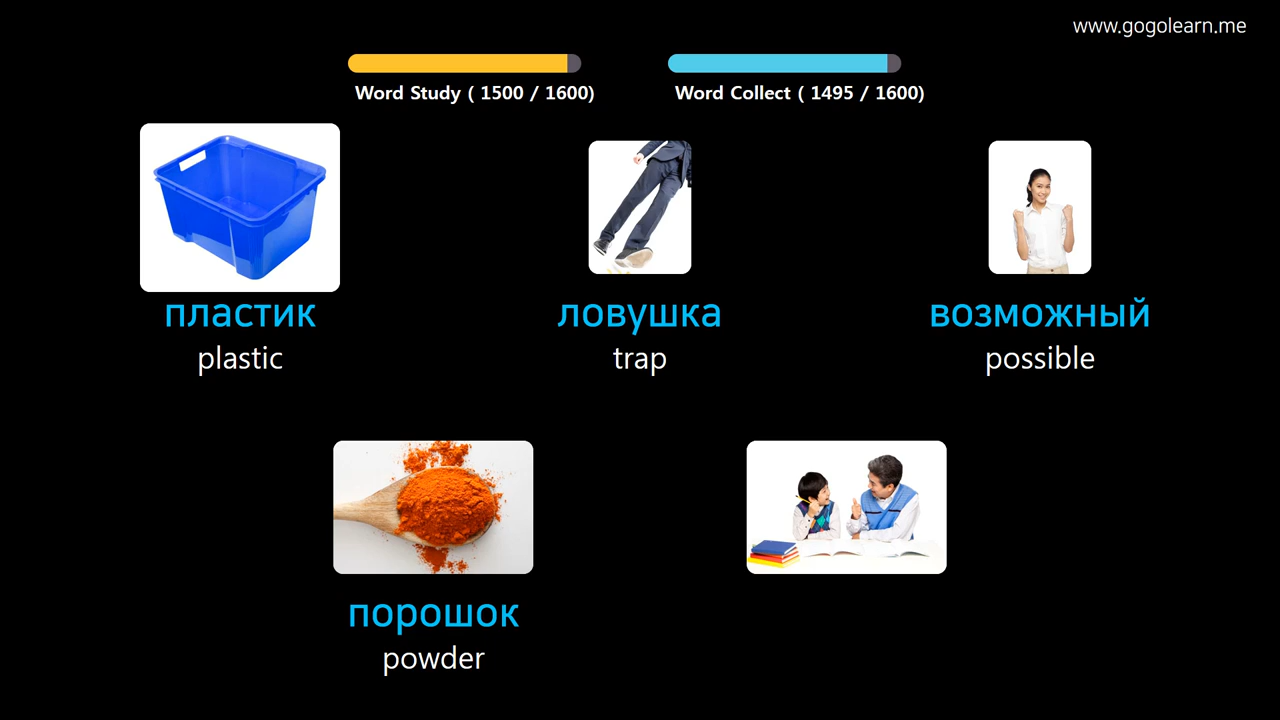 www.gogolearn.me
Word Study ( 1500 / 1600)
Word Collect ( 1495 / 1600)
пластик
plastic
ловушка
trap
возможный
possible
порошок
powder